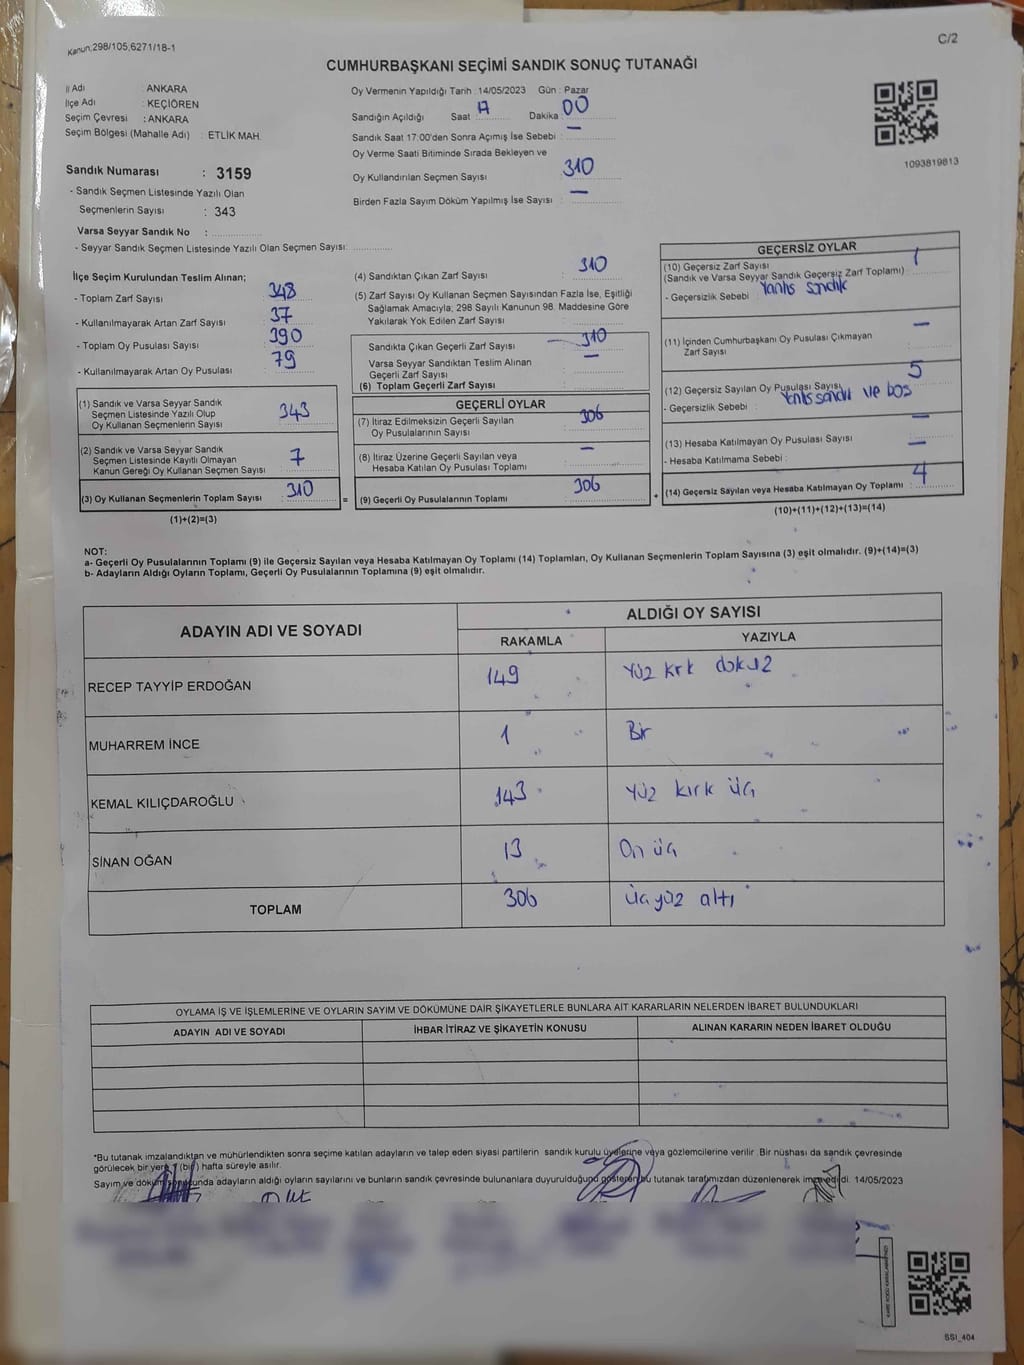 Kanun,298/105,6271/18-1
C/2
CUMHURBAŞKANI SEÇİMİ SANDIK SONUÇ TUTANAĞI
İl Adı : ANKARA
İlçe Adı : KEÇİÖREN
Seçim Çevresi : ANKARA
Seçim Bölgesi (Mahalle Adı) : ETLİK MAH.
Sandık Numarası : 3159
- Sandık Seçmen Listesinde Yazılı Olan
Seçmenlerin Sayısı : 343
Varsa Seyyar Sandık No :
- Seyyar Sandık Seçmen Listesinde Yazılı Olan Seçmen Sayısı:
Oy Vermenin Yapıldığı Tarih : 14/05/2023 Gün : Pazar
Sandığın Açıldığı Saat : 17 Dakika : 00
Sandık Saat 17:00'den Sonra Açılmış İse Sebebi : —
Oy Verme Saati Bitiminde Sırada Bekleyen ve
Oy Kullandırılan Seçmen Sayısı : 310
Birden Fazla Sayım Döküm Yapılmış İse Sayısı : —
1093819813
İlçe Seçim Kurulundan Teslim Alınan;
- Toplam Zarf Sayısı : 348
- Kullanılmayarak Artan Zarf Sayısı : 37
- Toplam Oy Pusulası Sayısı : 390
- Kullanılmayarak Artan Oy Pusulası : 79
(1) Sandık ve Varsa Seyyar Sandık
Seçmen Listesinde Yazılı Olup
Oy Kullanan Seçmenlerin Sayısı : 343
(2) Sandık ve Varsa Seyyar Sandık
Seçmen Listesinde Kayıtlı Olmayan
Kanun Gereği Oy Kullanan Seçmen Sayısı : 7
(3) Oy Kullanan Seçmenlerin Toplam Sayısı : 310
(1)+(2)=(3)
(4) Sandıktan Çıkan Zarf Sayısı : 310
(5) Zarf Sayısı Oy Kullanan Seçmen Sayısından Fazla İse, Eşitliği
Sağlamak Amacıyla; 298 Sayılı Kanunun 98. Maddesine Göre
Yakılarak Yok Edilen Zarf Sayısı :
Sandıkta Çıkan Geçerli Zarf Sayısı : 310
Varsa Seyyar Sandıktan Teslim Alınan
Geçerli Zarf Sayısı : —
(6) Toplam Geçerli Zarf Sayısı :
GEÇERLİ OYLAR
(7) İtiraz Edilmeksizin Geçerli Sayılan
Oy Pusulalarının Sayısı : 306
(8) İtiraz Üzerine Geçerli Sayılan veya
Hesaba Katılan Oy Pusulası Toplamı : —
= (9) Geçerli Oy Pusulalarının Toplamı : 306
GEÇERSİZ OYLAR
(10) Geçersiz Zarf Sayısı : 1
(Sandık ve Varsa Seyyar Sandık Geçersiz Zarf Toplamı)
- Geçersizlik Sebebi : Yanlış sandık
(11) İçinden Cumhurbaşkanı Oy Pusulası Çıkmayan
Zarf Sayısı : —
(12) Geçersiz Sayılan Oy Pusulası Sayısı : 5
- Geçersizlik Sebebi : ve boş
(13) Hesaba Katılmayan Oy Pusulası Sayısı : —
- Hesaba Katılmama Sebebi : —
+ (14) Geçersiz Sayılan veya Hesaba Katılmayan Oy Toplamı : 4
(10)+(11)+(12)+(13)=(14)
NOT:
a- Geçerli Oy Pusulalarının Toplamı (9) ile Geçersiz Sayılan veya Hesaba Katılmayan Oy Toplamı (14) Toplamları, Oy Kullanan Seçmenlerin Toplam Sayısına (3) eşit olmalıdır. (9)+(14)=(3)
b- Adayların Aldığı Oyların Toplamı, Geçerli Oy Pusulalarının Toplamına (9) eşit olmalıdır.
ADAYIN ADI VE SOYADI ALDIĞI OY SAYISI
RAKAMLA YAZIYLA
RECEP TAYYİP ERDOĞAN 149 Yüz kırk dokuz
MUHARREM İNCE 1 Bir
KEMAL KILIÇDAROĞLU 143 Yüz kırk üç
SİNAN OĞAN 13 On üç
TOPLAM 306 Üçyüz altı
OYLAMA İŞ VE İŞLEMLERİNE VE OYLARIN SAYIM VE DÖKÜMÜNE DAİR ŞİKAYETLERLE BUNLARA AİT KARARLARIN NELERDEN İBARET BULUNDUKLARI
ADAYIN ADI VE SOYADI İHBAR İTİRAZ VE ŞİKAYETİN KONUSU ALINAN KARARIN NEDEN İBARET OLDUĞU
*Bu tutanak imzalandıktan ve mühürlendikten sonra seçime katılan adayların ve talep eden siyasi partilerin sandık kurulu üyelerine veya gözlemcilerine verilir. Bir nüshası da sandık çevresinde
görülecek bir yere 1 (bir) hafta süreyle asılır.
Sayım ve döküm sonucunda adayların aldığı oyların sayılarını ve bunların sandık çevresinde bulunanlara duyurulduğunu gösteren bu tutanak tarafımızdan düzenlenerek imzalandı. 14/05/2023
SSI_404